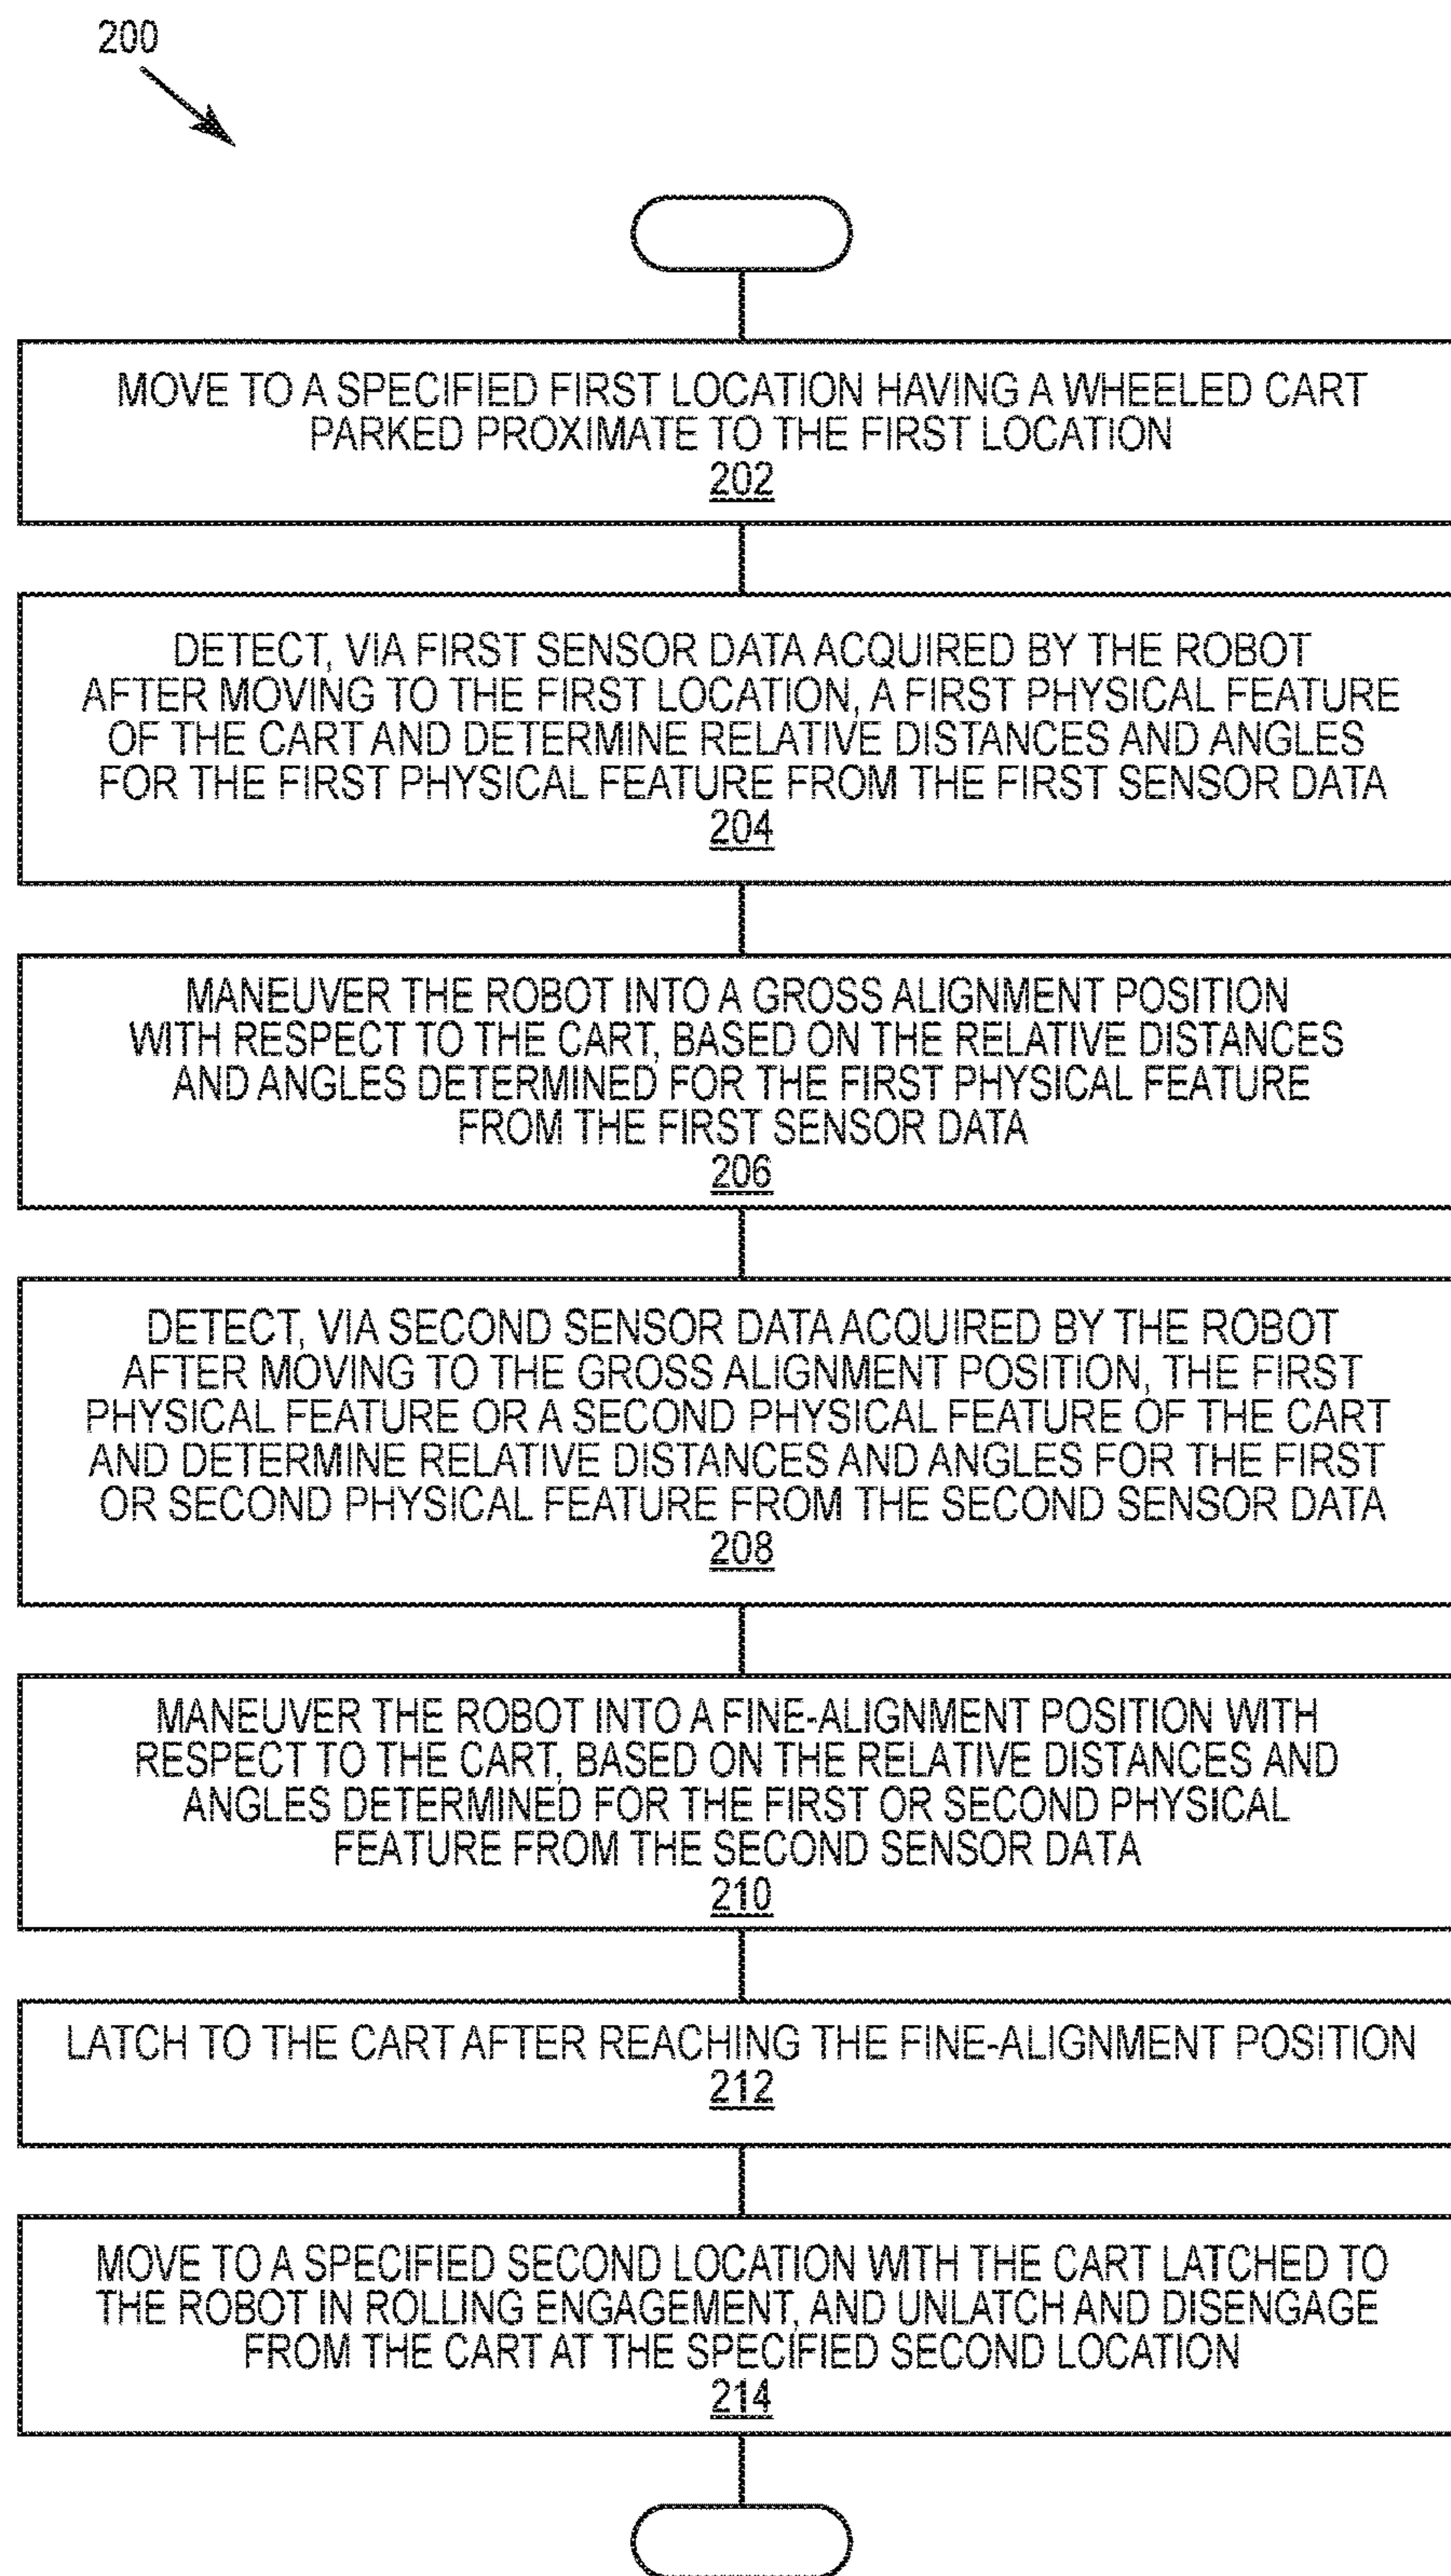 200
MOVE TO A SPECIFIED FIRST LOCATION HAVING A WHEELED CART
PARKED PROXIMATE TO THE FIRST LOCATION
202
DETECT, VIA FIRST SENSOR DATA ACQUIRED BY THE ROBOT
AFTER MOVING TO THE FIRST LOCATION, A FIRST PHYSICAL FEATURE
OF THE CART AND DETERMINE RELATIVE DISTANCES AND ANGLES
FOR THE FIRST PHYSICAL FEATURE FROM THE FIRST SENSOR DATA
204
MANEUVER THE ROBOT INTO A GROSS ALIGNMENT POSITION
WITH RESPECT TO THE CART, BASED ON THE RELATIVE DISTANCES
AND ANGLES DETERMINED FOR THE FIRST PHYSICAL FEATURE
FROM THE FIRST SENSOR DATA
206
DETECT, VIA SECOND SENSOR DATA ACQUIRED BY THE ROBOT
AFTER MOVING TO THE GROSS ALIGNMENT POSITION, THE FIRST
PHYSICAL FEATURE OR A SECOND PHYSICAL FEATURE OF THE CART
AND DETERMINE RELATIVE DISTANCES AND ANGLES FOR THE FIRST
OR SECOND PHYSICAL FEATURE FROM THE SECOND SENSOR DATA
208
MANEUVER THE ROBOT INTO A FINE-ALIGNMENT POSITION WITH
RESPECT TO THE CART, BASED ON THE RELATIVE DISTANCES AND
ANGLES DETERMINED FOR THE FIRST OR SECOND PHYSICAL
FEATURE FROM THE SECOND SENSOR DATA
210
LATCH TO THE CART AFTER REACHING THE FINE-ALIGNMENT POSITION
212
MOVE TO A SPECIFIED SECOND LOCATION WITH THE CART LATCHED TO
THE ROBOT IN ROLLING ENGAGEMENT, AND UNLATCH AND DISENGAGE
FROM THE CART AT THE SPECIFIED SECOND LOCATION
214